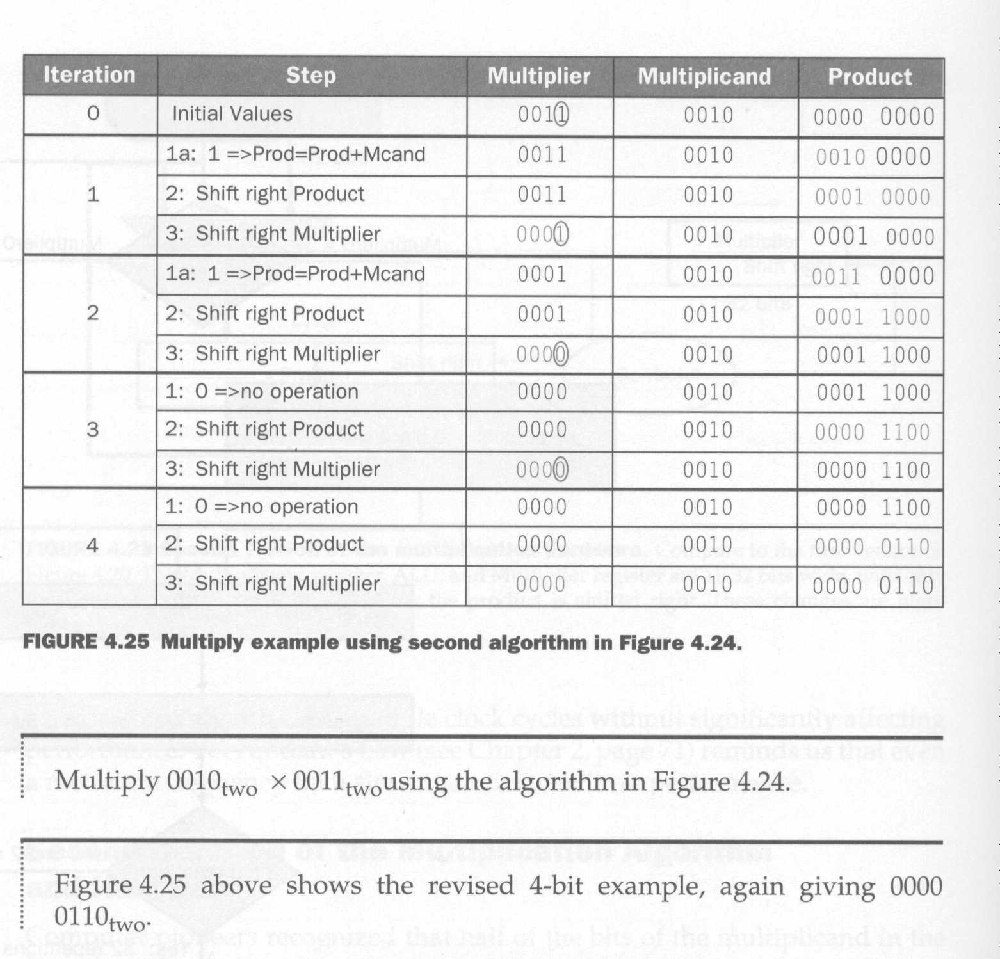 Iteration Step Multiplier Multiplicand Product
0 Initial Values 0011 0010 0000 0000
1a: 1 =>Prod=Prod+Mcand 0011 0010 0010 0000
1 2: Shift right Product 0011 0010 0001 0000
3: Shift right Multiplier 0001 0010 0001 0000
1a: 1 =>Prod=Prod+Mcand 0001 0010 0011 0000
2 2: Shift right Product 0001 0010 0001 1000
3: Shift right Multiplier 0000 0010 0001 1000
1: 0 =>no operation 0000 0010 0001 1000
3 2: Shift right Product 0000 0010 0000 1100
3: Shift right Multiplier 0000 0010 0000 1100
1: 0 =>no operation 0000 0010 0000 1100
4 2: Shift right Product 0000 0010 0000 0110
3: Shift right Multiplier 0000 0010 0000 0110
FIGURE 4.25 Multiply example using second algorithm in Figure 4.24.
Multiply 0010two × 0011two using the algorithm in Figure 4.24.
Figure 4.25 above shows the revised 4-bit example, again giving 0000
0110two.